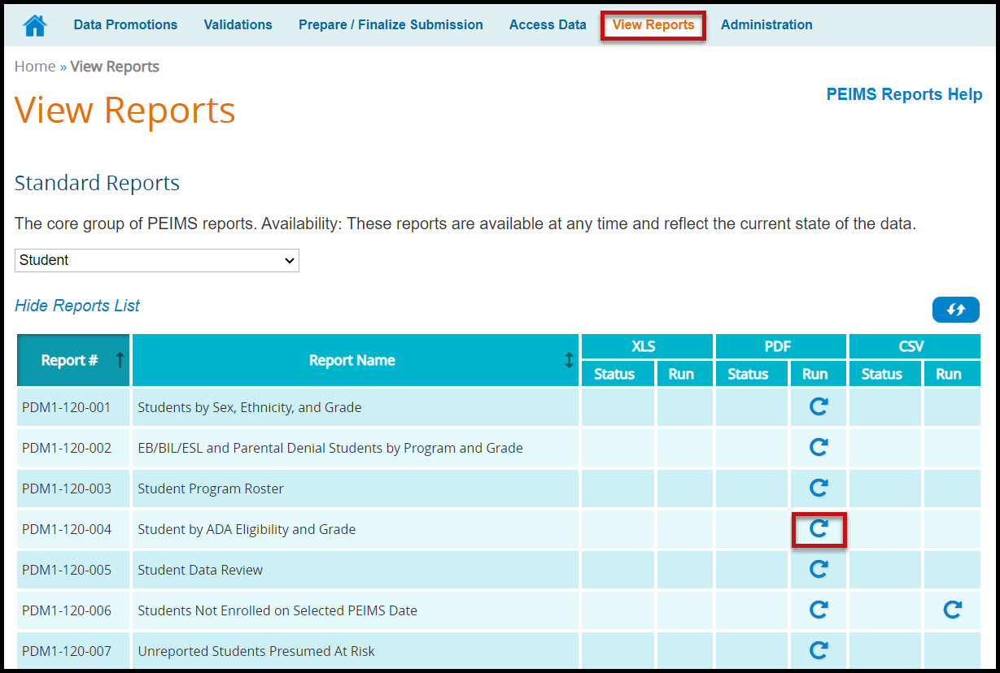 Data Promotions Validations Prepare / Finalize Submission Access Data View Reports Administration
Home » View Reports
PEIMS Reports Help
View Reports
Standard Reports
The core group of PEIMS reports. Availability: These reports are available at any time and reflect the current state of the data.
Student
Hide Reports List
Report # Report Name XLS PDF CSV
Status Run Status Run Status Run
PDM1-120-001 Students by Sex, Ethnicity, and Grade
PDM1-120-002 EB/BIL/ESL and Parental Denial Students by Program and Grade
PDM1-120-003 Student Program Roster
PDM1-120-004 Student by ADA Eligibility and Grade
PDM1-120-005 Student Data Review
PDM1-120-006 Students Not Enrolled on Selected PEIMS Date
PDM1-120-007 Unreported Students Presumed At Risk